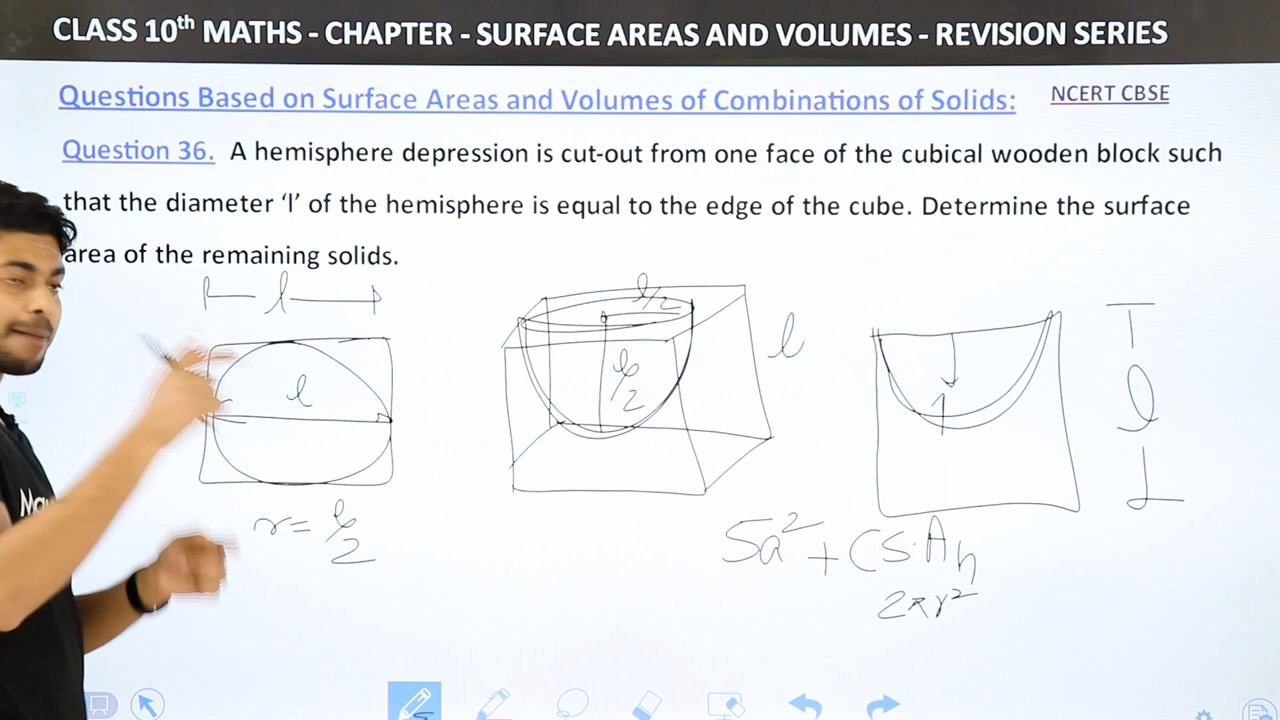 CLASS 10th MATHS - CHAPTER - SURFACE AREAS AND VOLUMES - REVISION SERIES
Questions Based on Surface Areas and Volumes of Combinations of Solids: NCERT CBSE
Question 36. A hemisphere depression is cut-out from one face of the cubical wooden block such
that the diameter ‘l’ of the hemisphere is equal to the edge of the cube. Determine the surface
area of the remaining solids.
l
l
r = l/2
l/2
l/2
l
l
5a² + C.S.A h
2πr²